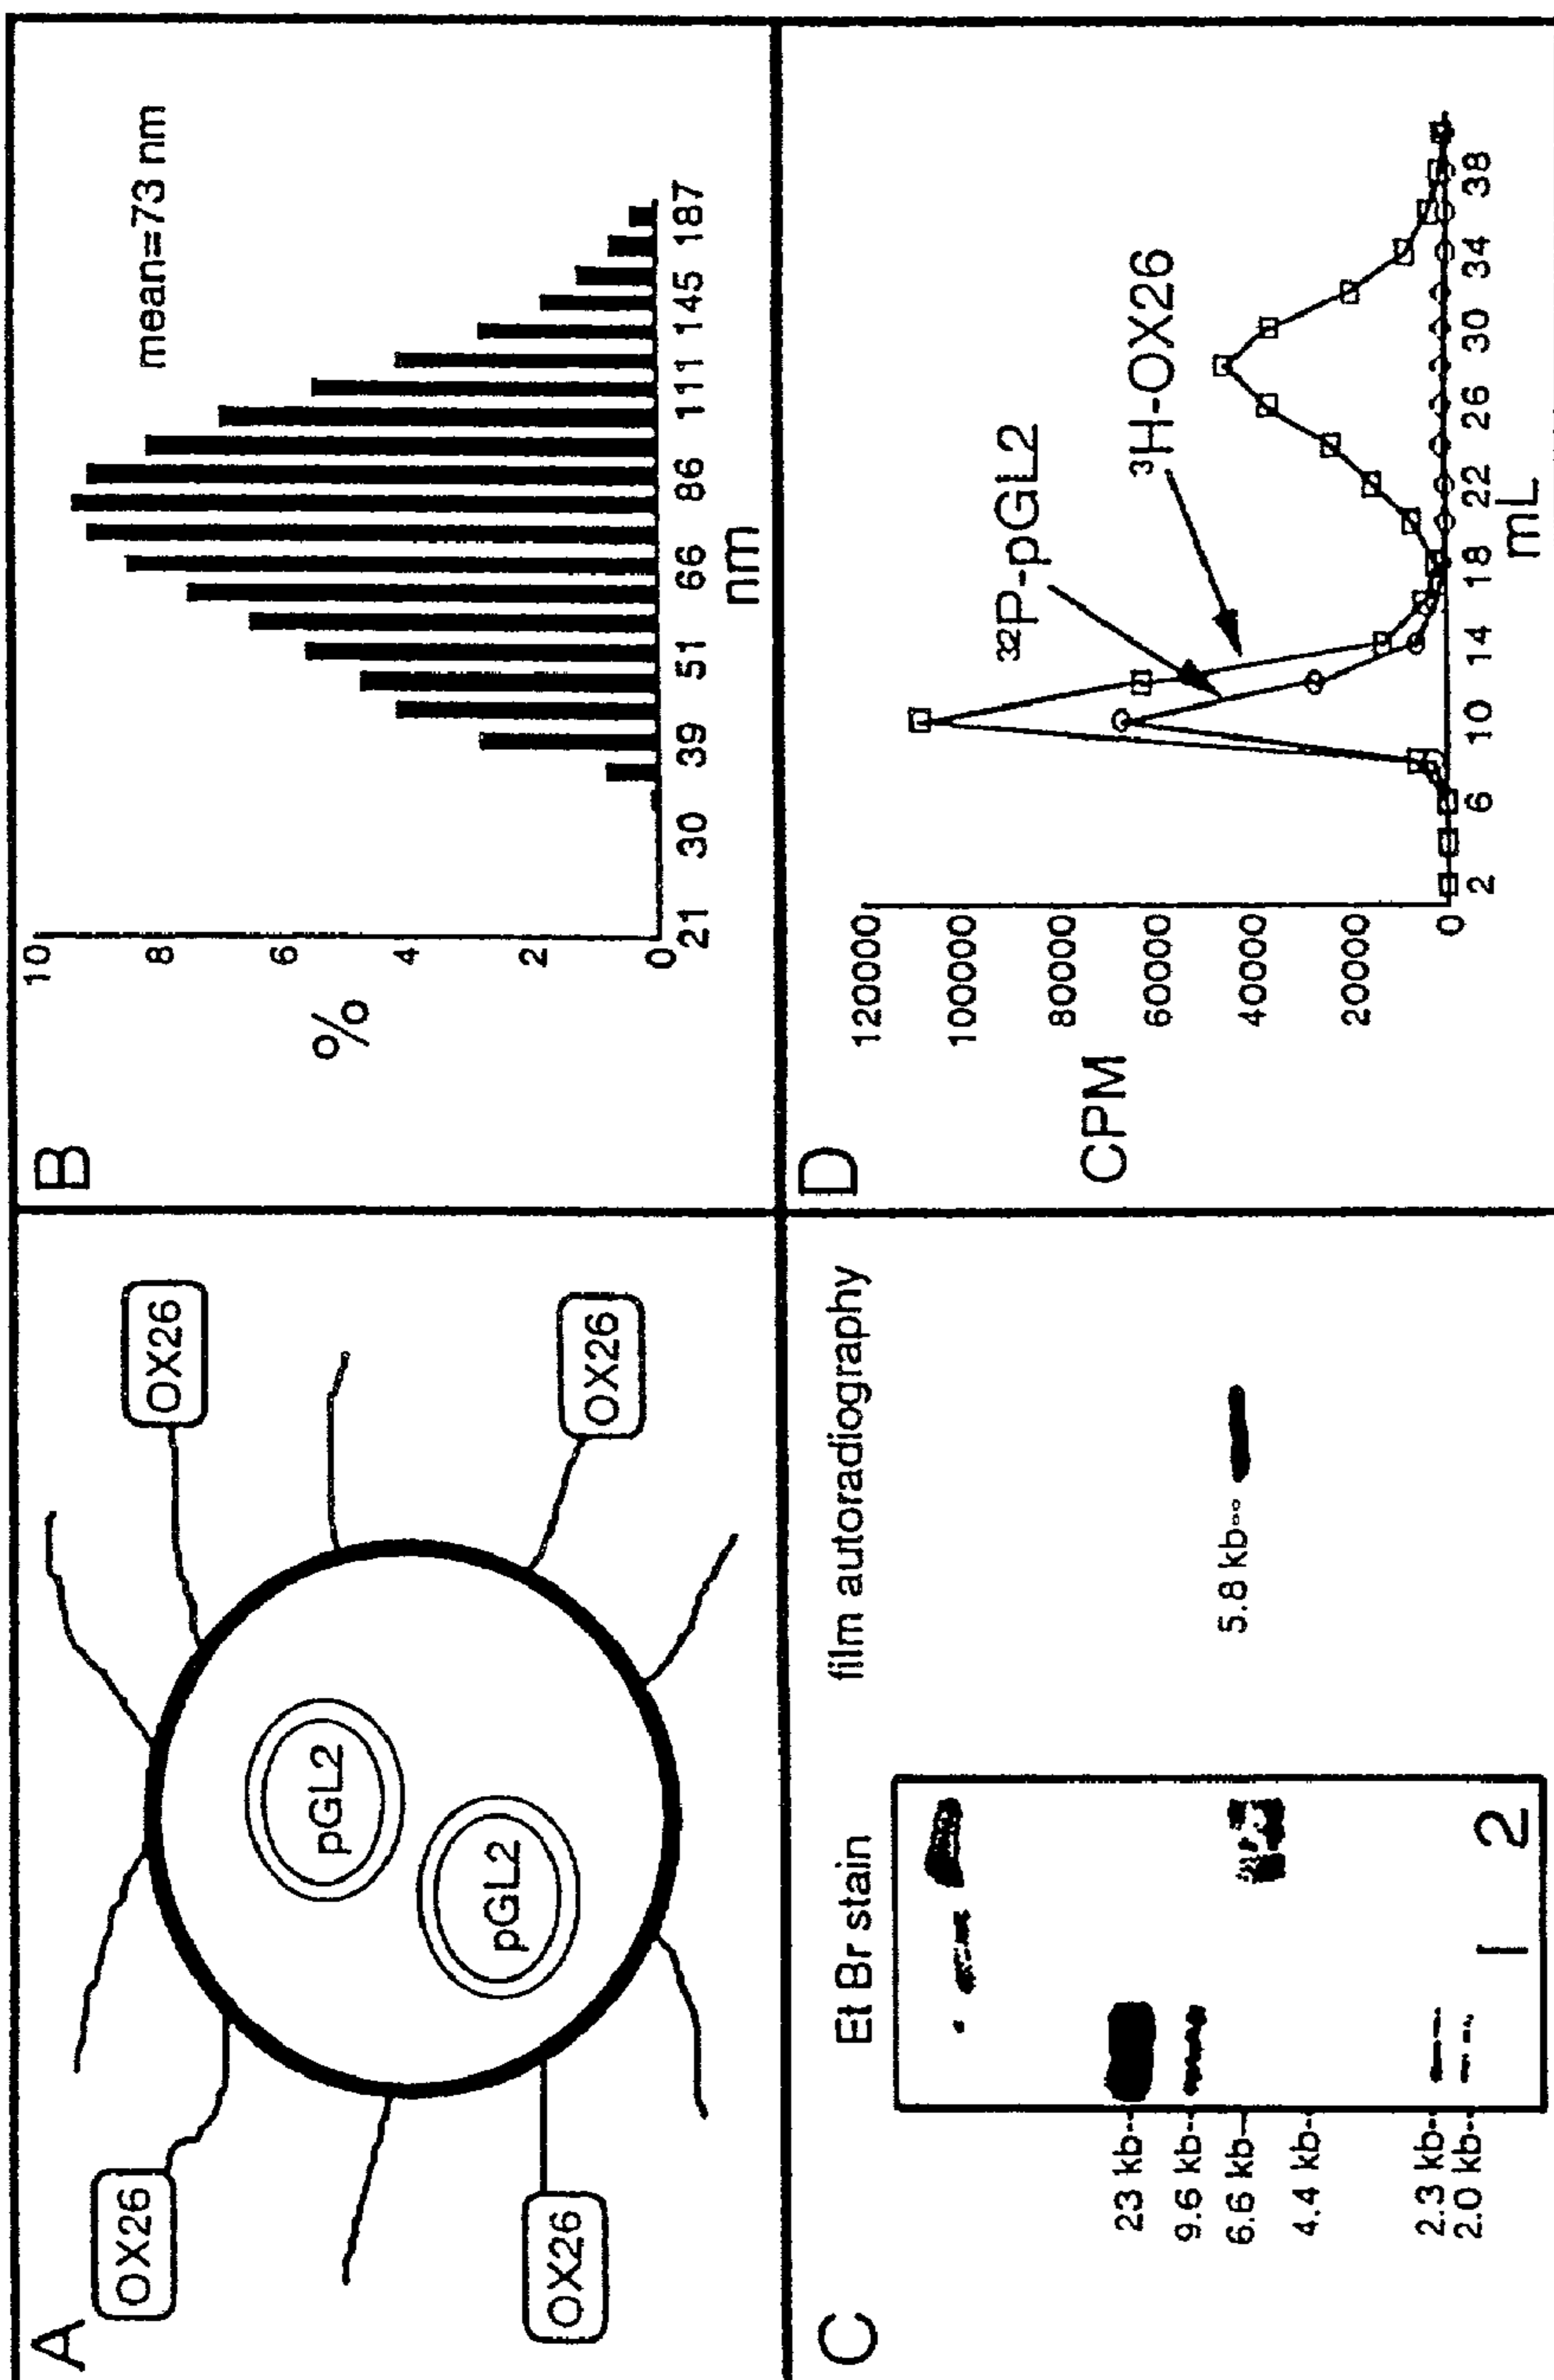 A
OX26
OX26
OX26
OX26
pGL2
pGL2
B
mean=73 nm
%
10
8
6
4
2
0
21 30 39 51 66 86 111 145 187
nm
C
Et Br stain
film autoradiography
23 kb
9.6 kb
6.6 kb
4.4 kb
2.3 kb
2.0 kb
1 2
5.8 kb
D
CPM
120000
100000
80000
60000
40000
20000
0
³²P-pGL2
³H-OX26
2 6 10 14 18 22 26 30 34 38
mL